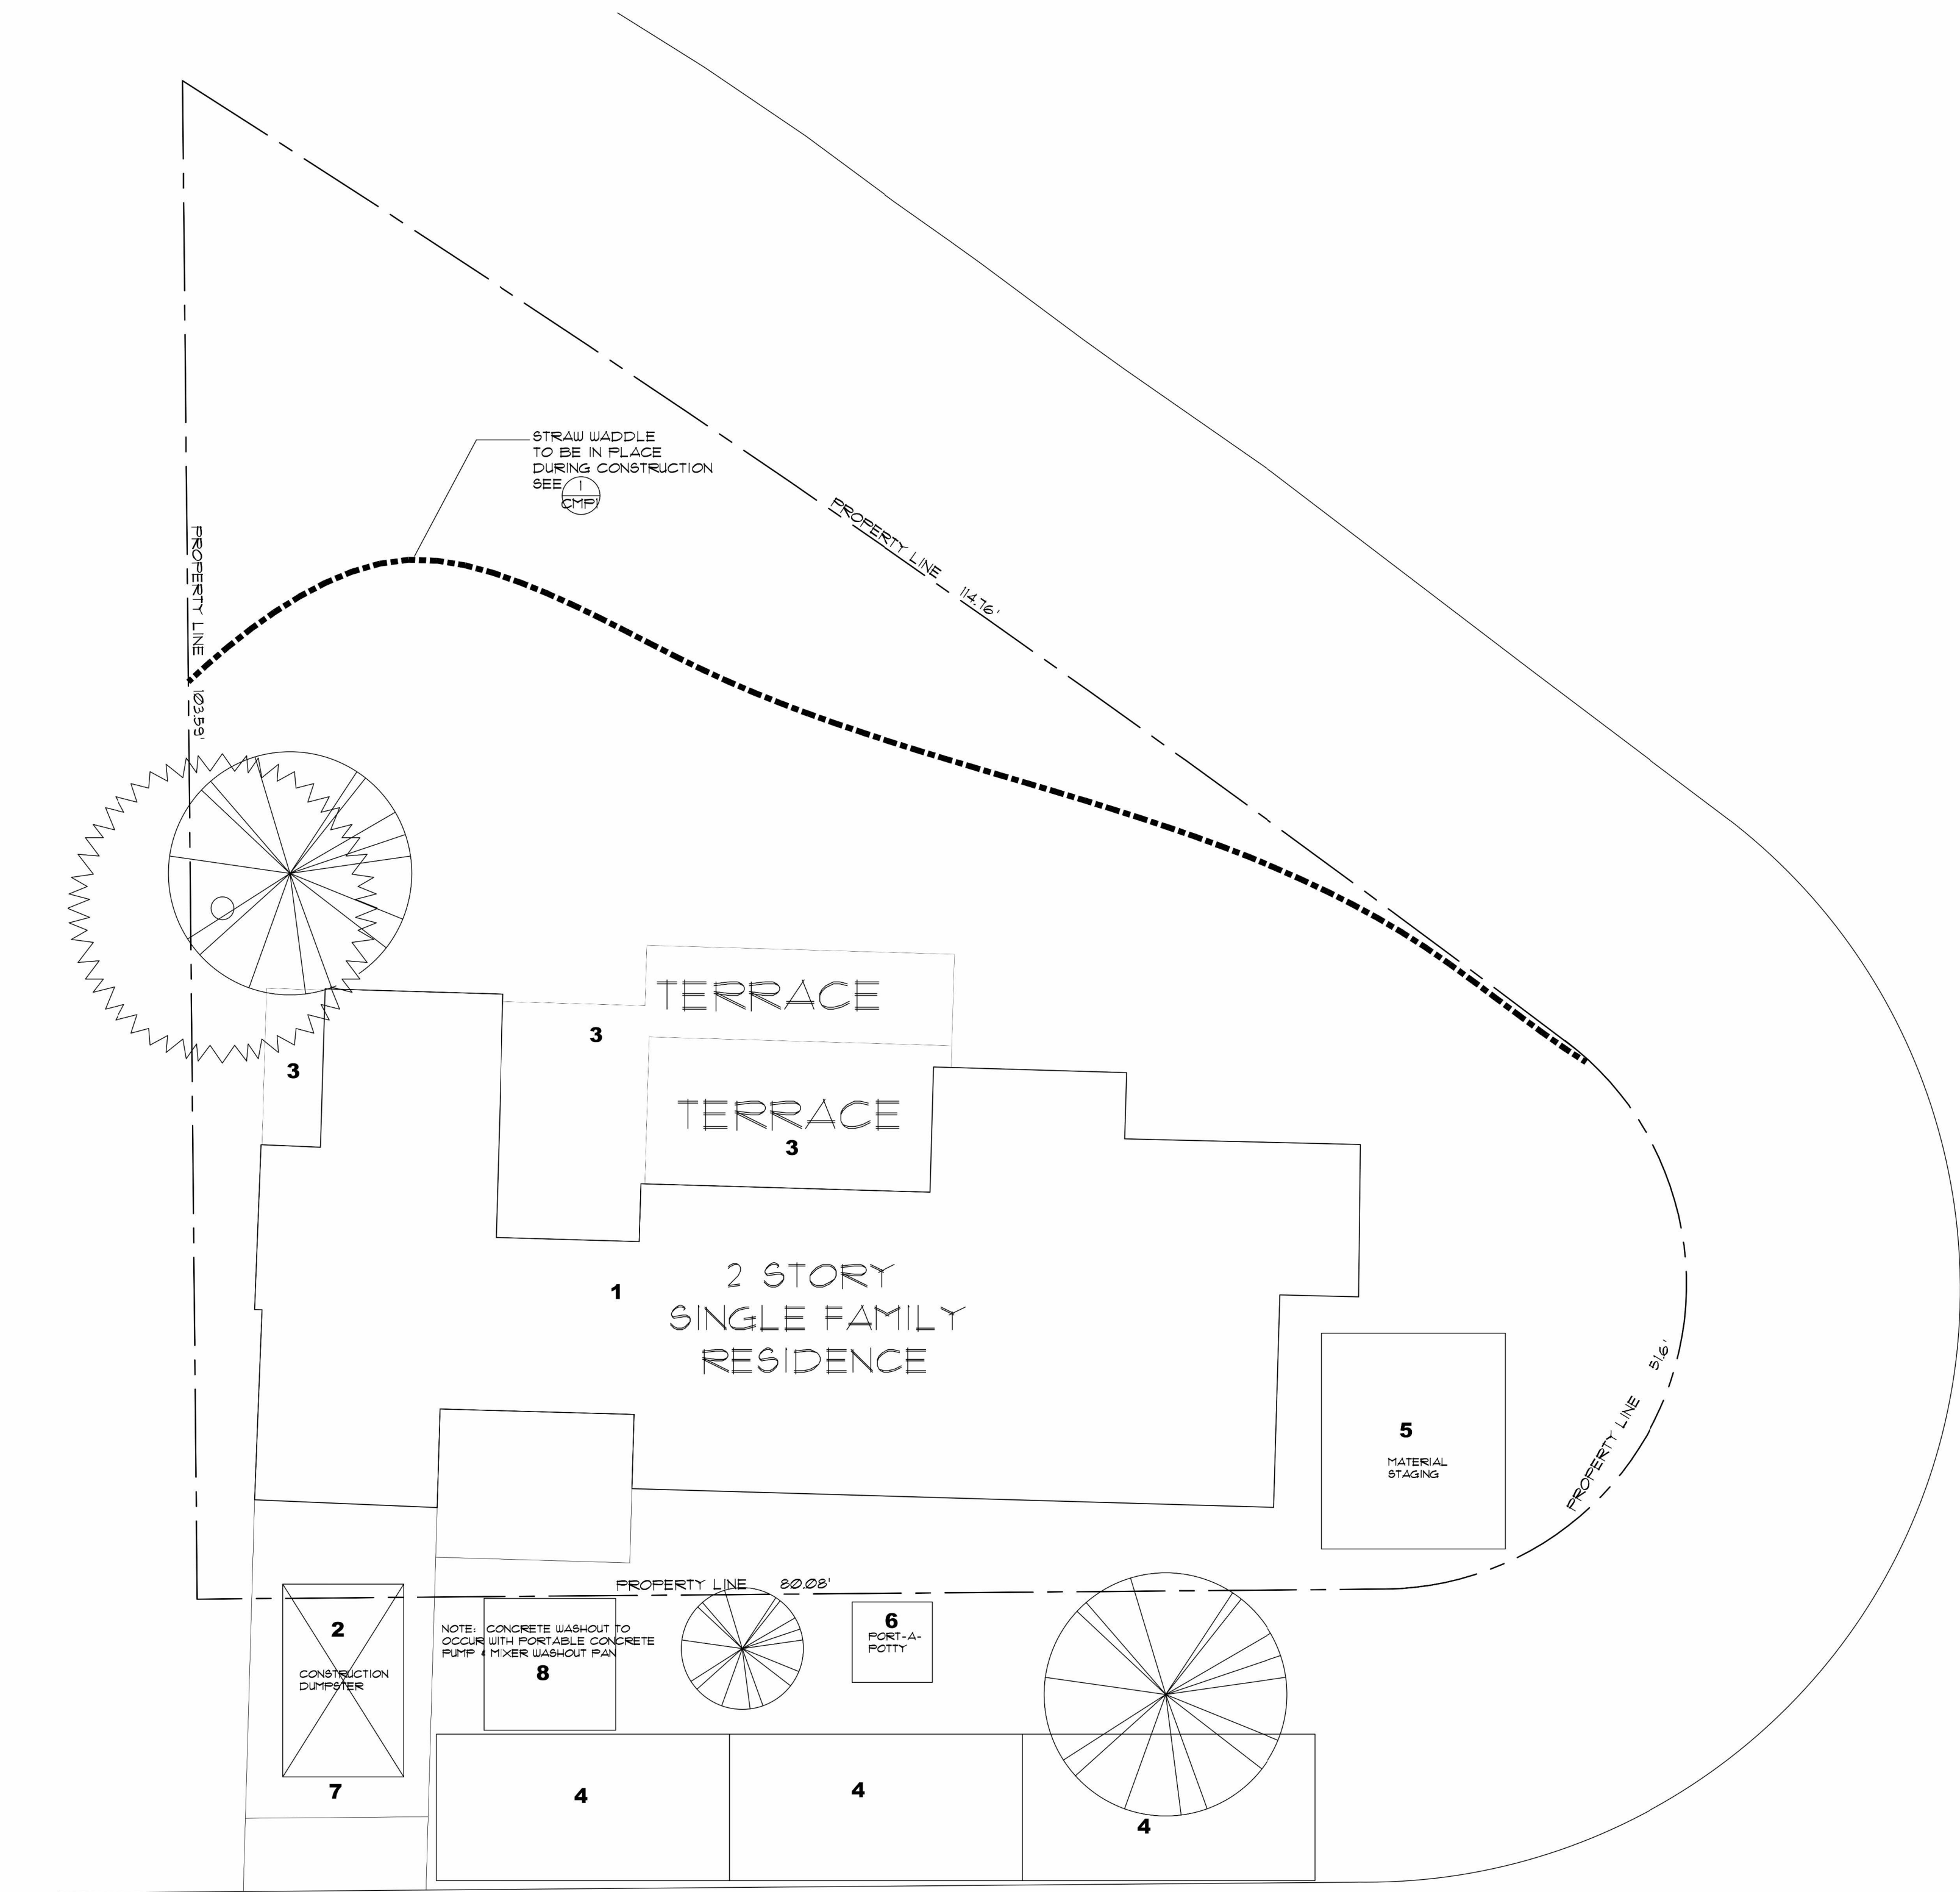 STRAW WADDLE
TO BE IN PLACE
DURING CONSTRUCTION
SEE 1
CMP1
PROPERTY LINE 114.76'
PROPERTY LINE 103.59'
TERRACE
3
3
TERRACE
3
1
2 STORY
SINGLE FAMILY
RESIDENCE
5
MATERIAL
STAGING
PROPERTY LINE 51.6'
PROPERTY LINE 80.08'
2
CONSTRUCTION
DUMPSTER
7
NOTE: CONCRETE WASHOUT TO
OCCUR WITH PORTABLE CONCRETE
PUMP & MIXER WASHOUT PAN
8
6
PORT-A-
POTTY
4
4
4